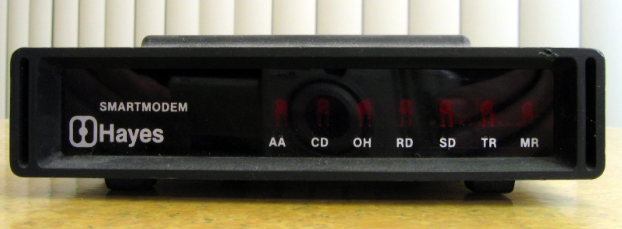 SMARTMODEM
Hayes
AA CD OH RD SD TR MR